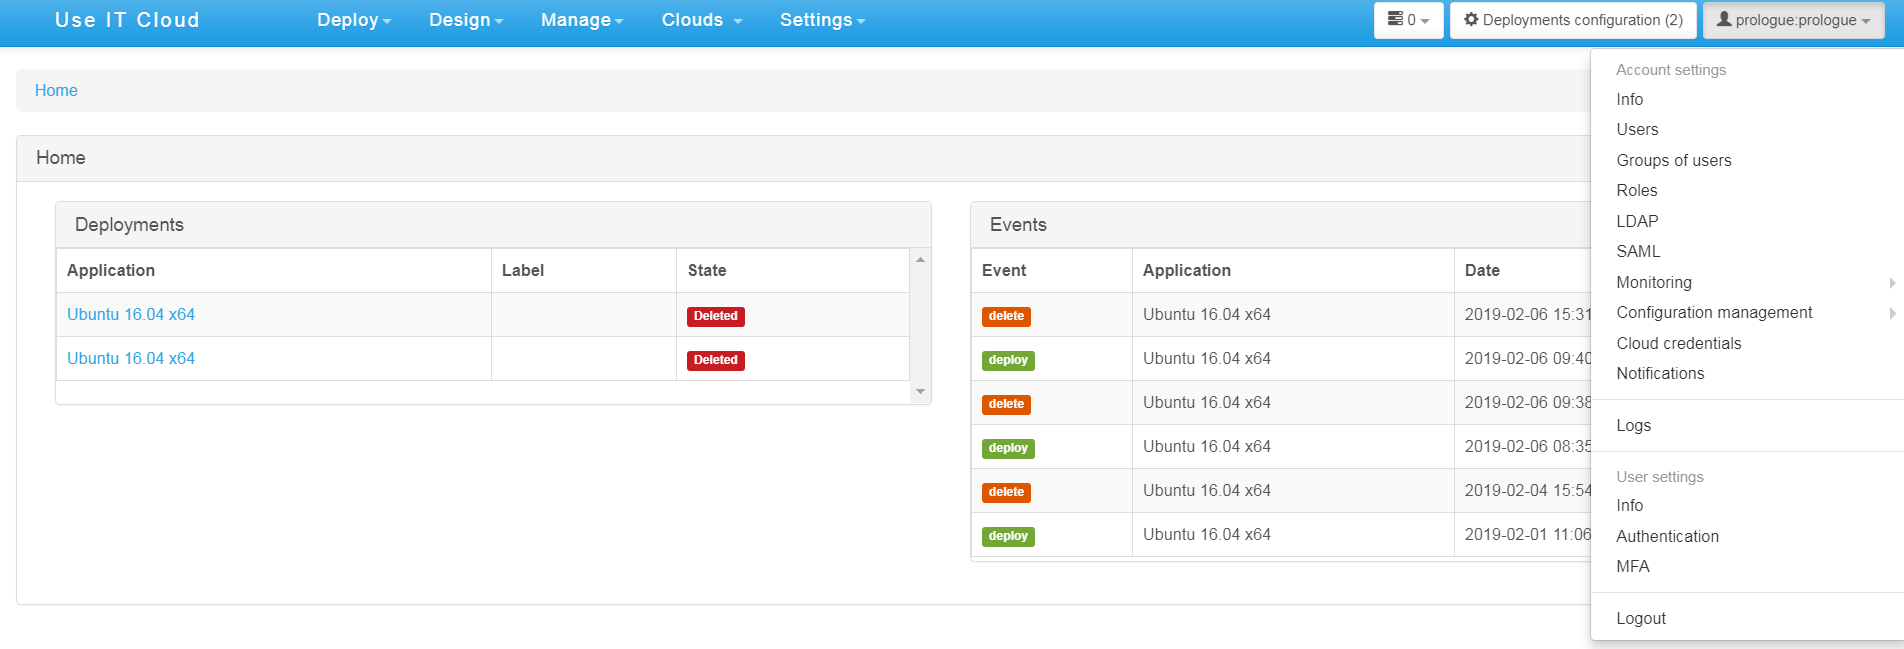 Use IT Cloud Deploy Design Manage Clouds Settings 0 Deployments configuration (2) prologue:prologue
Home
Home
Deployments
Application Label State
Ubuntu 16.04 x64 Deleted
Ubuntu 16.04 x64 Deleted
Events
Event Application Date
delete Ubuntu 16.04 x64 2019-02-06 15:31
deploy Ubuntu 16.04 x64 2019-02-06 09:40
delete Ubuntu 16.04 x64 2019-02-06 09:38
deploy Ubuntu 16.04 x64 2019-02-06 08:35
delete Ubuntu 16.04 x64 2019-02-04 15:54
deploy Ubuntu 16.04 x64 2019-02-01 11:06
Account settings
Info
Users
Groups of users
Roles
LDAP
SAML
Monitoring
Configuration management
Cloud credentials
Notifications
Logs
User settings
Info
Authentication
MFA
Logout